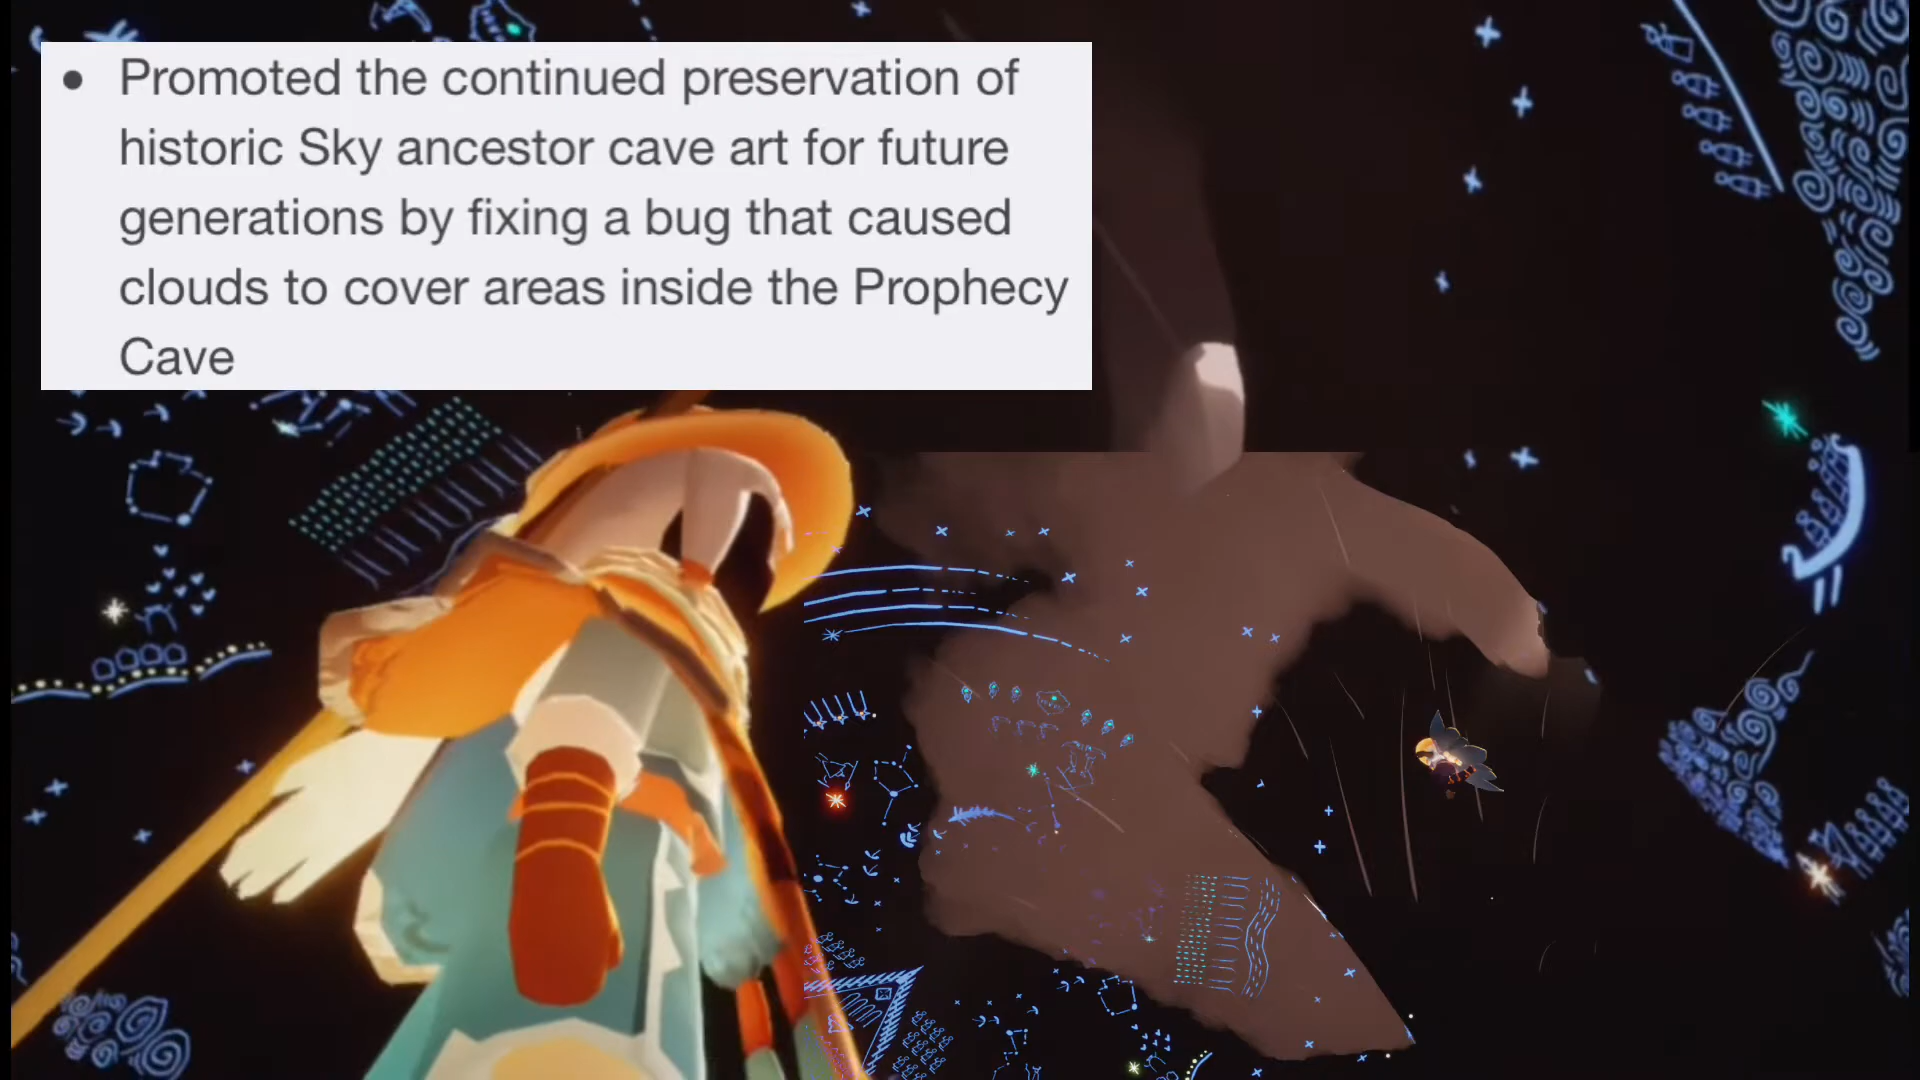 • Promoted the continued preservation of
historic Sky ancestor cave art for future
generations by fixing a bug that caused
clouds to cover areas inside the Prophecy
Cave